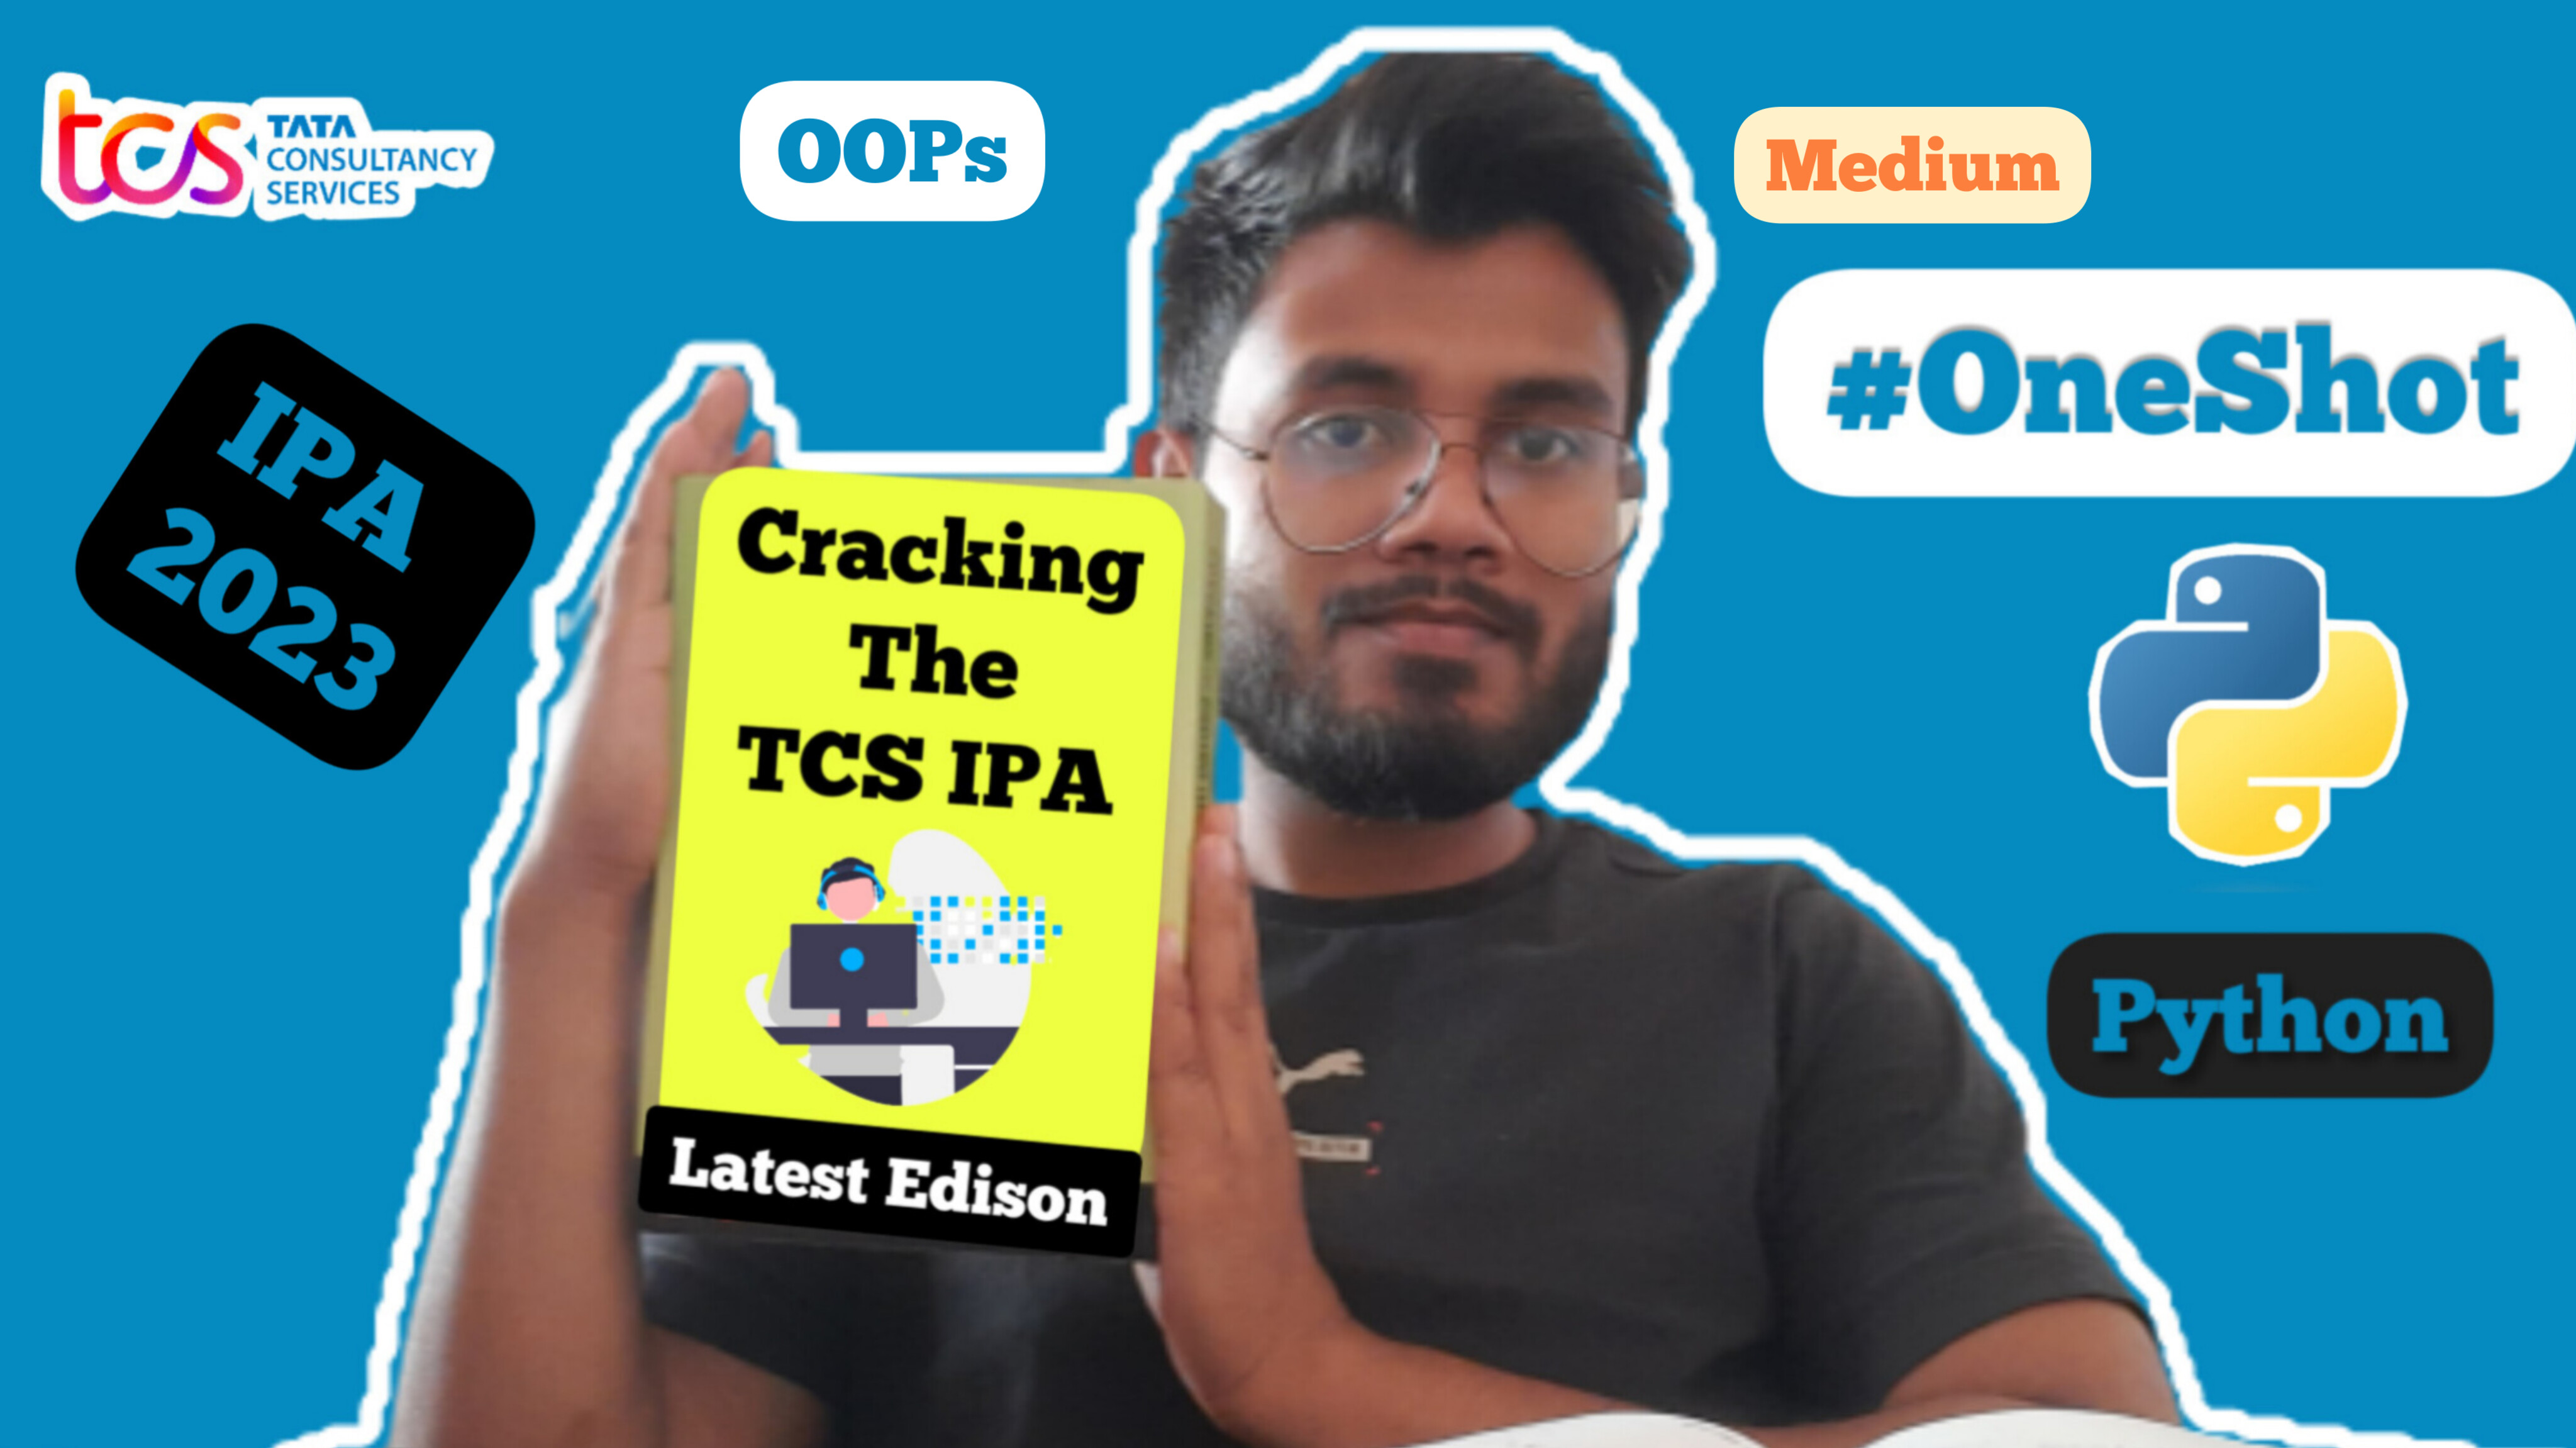 tcs TATA
CONSULTANCY
SERVICES
OOPs
Medium
#OneShot
IPA
2023
Cracking
The
TCS IPA
Latest Edison
Python